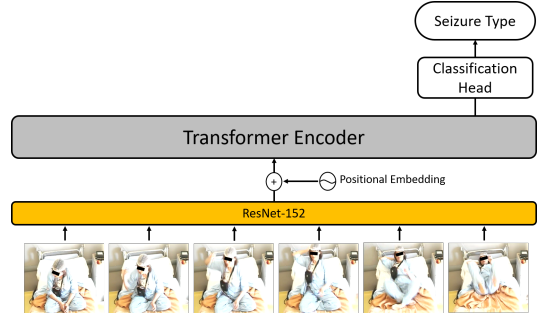 Seizure Type
Classification
Head
Transformer Encoder
+
Positional Embedding
ResNet-152